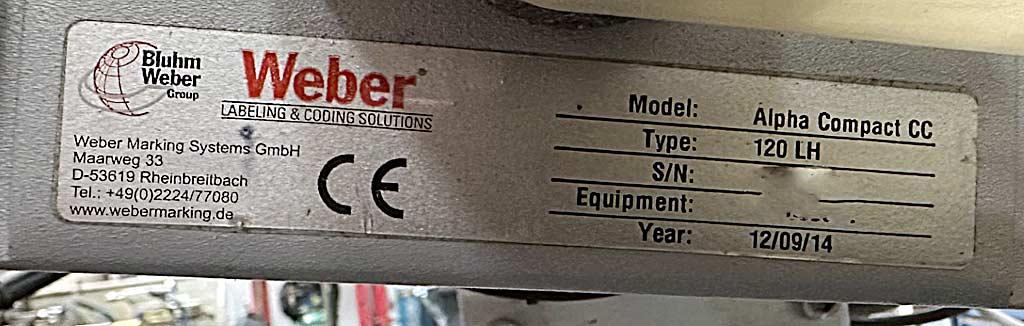 Bluhm
Weber
Group
Weber
LABELING & CODING SOLUTIONS
Weber Marking Systems GmbH
Maarweg 33
D-53619 Rheinbreitbach
Tel.: +49(0)2224/77080
www.webermarking.de
CE
Model: Alpha Compact CC
Type: 120 LH
S/N:
Equipment:
Year: 12/09/14